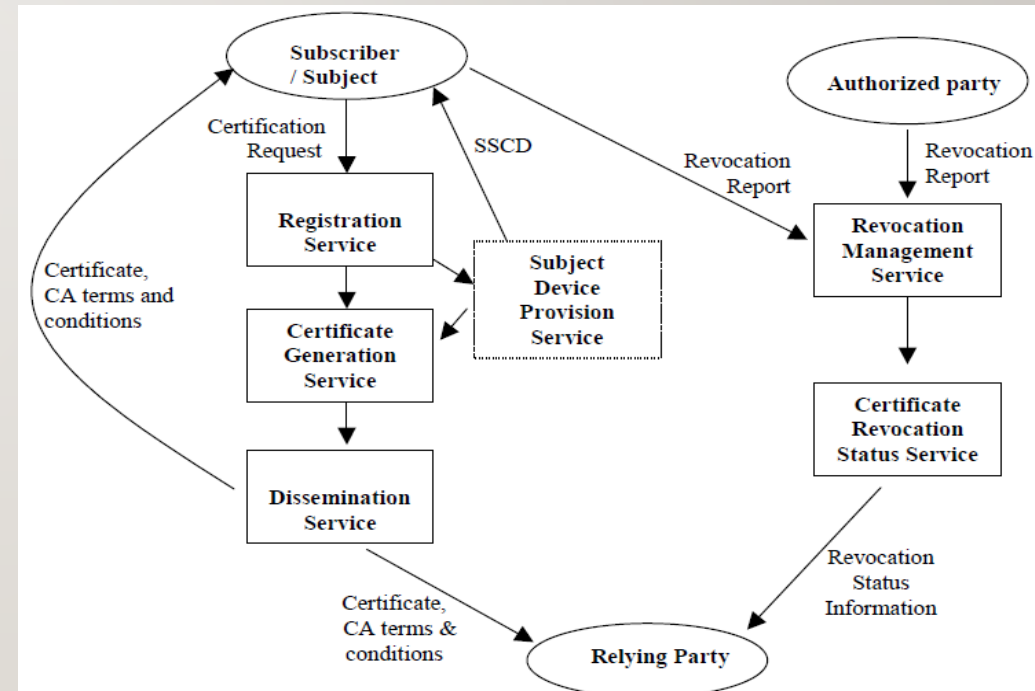 Subscriber
/ Subject
Authorized party
Certification
Request
SSCD
Revocation
Report
Revocation
Report
Registration
Service
Revocation
Management
Service
Subject
Device
Provision
Service
Certificate,
CA terms and
conditions
Certificate
Generation
Service
Certificate
Revocation
Status Service
Dissemination
Service
Revocation
Status
Information
Certificate,
CA terms &
conditions
Relying Party